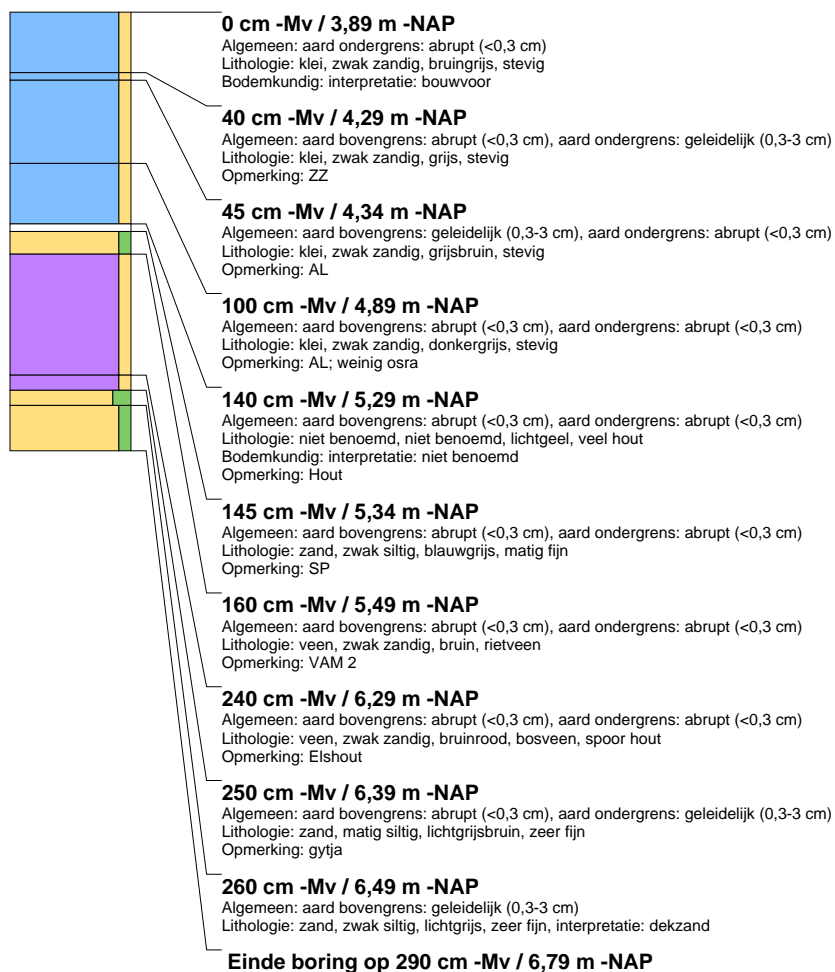 0 cm -Mv / 3,89 m -NAP
Algemeen: aard ondergrens: abrupt (<0,3 cm)
Lithologie: klei, zwak zandig, bruingrijs, stevig
Bodemkundig: interpretatie: bouwvoor
40 cm -Mv / 4,29 m -NAP
Algemeen: aard bovengrens: abrupt (<0,3 cm), aard ondergrens: geleidelijk (0,3-3 cm)
Lithologie: klei, zwak zandig, grijs, stevig
Opmerking: ZZ
45 cm -Mv / 4,34 m -NAP
Algemeen: aard bovengrens: geleidelijk (0,3-3 cm), aard ondergrens: abrupt (<0,3 cm)
Lithologie: klei, zwak zandig, grijsbruin, stevig
Opmerking: AL
100 cm -Mv / 4,89 m -NAP
Algemeen: aard bovengrens: abrupt (<0,3 cm), aard ondergrens: abrupt (<0,3 cm)
Lithologie: klei, zwak zandig, donkergrijs, stevig
Opmerking: AL; weinig osra
140 cm -Mv / 5,29 m -NAP
Algemeen: aard bovengrens: abrupt (<0,3 cm), aard ondergrens: abrupt (<0,3 cm)
Lithologie: niet benoemd, niet benoemd, lichtgeel, veel hout
Bodemkundig: interpretatie: niet benoemd
Opmerking: Hout
145 cm -Mv / 5,34 m -NAP
Algemeen: aard bovengrens: abrupt (<0,3 cm), aard ondergrens: abrupt (<0,3 cm)
Lithologie: zand, zwak siltig, blauwgrijs, matig fijn
Opmerking: SP
160 cm -Mv / 5,49 m -NAP
Algemeen: aard bovengrens: abrupt (<0,3 cm), aard ondergrens: abrupt (<0,3 cm)
Lithologie: veen, zwak zandig, bruin, rietveen
Opmerking: VAM 2
240 cm -Mv / 6,29 m -NAP
Algemeen: aard bovengrens: abrupt (<0,3 cm), aard ondergrens: abrupt (<0,3 cm)
Lithologie: veen, zwak zandig, bruinrood, bosveen, spoor hout
Opmerking: Elshout
250 cm -Mv / 6,39 m -NAP
Algemeen: aard bovengrens: abrupt (<0,3 cm), aard ondergrens: geleidelijk (0,3-3 cm)
Lithologie: zand, matig siltig, lichtgrijsbruin, zeer fijn
Opmerking: gytja
260 cm -Mv / 6,49 m -NAP
Algemeen: aard bovengrens: geleidelijk (0,3-3 cm)
Lithologie: zand, zwak siltig, lichtgrijs, zeer fijn, interpretatie: dekzand
Einde boring op 290 cm -Mv / 6,79 m -NAP